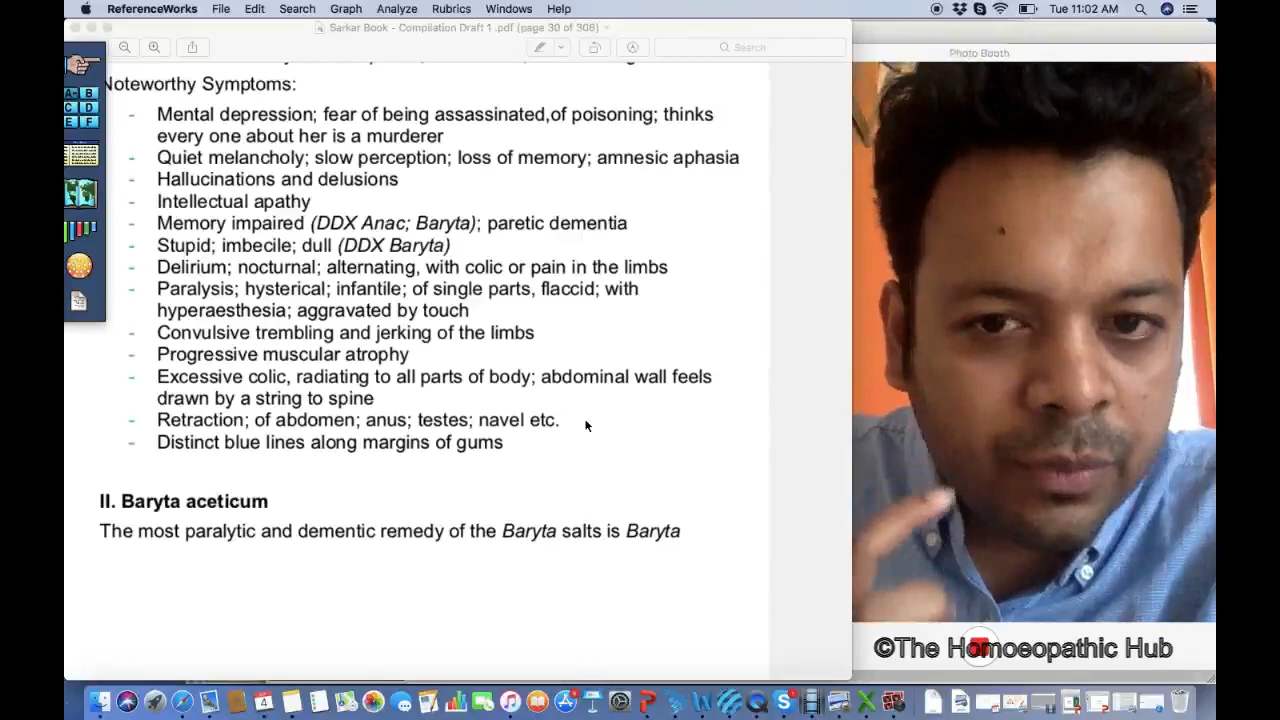 ReferenceWorks File Edit Search Graph Analyze Rubrics Windows Help Tue 11:02 AM
Sarkar Book - Compilation Draft 1 .pdf (page 30 of 308)
Search
Photo Booth
Noteworthy Symptoms:
- Mental depression; fear of being assassinated,of poisoning; thinks
every one about her is a murderer
- Quiet melancholy; slow perception; loss of memory; amnesic aphasia
- Hallucinations and delusions
- Intellectual apathy
- Memory impaired (DDX Anac; Baryta); paretic dementia
- Stupid; imbecile; dull (DDX Baryta)
- Delirium; nocturnal; alternating, with colic or pain in the limbs
- Paralysis; hysterical; infantile; of single parts, flaccid; with
hyperaesthesia; aggravated by touch
- Convulsive trembling and jerking of the limbs
- Progressive muscular atrophy
- Excessive colic, radiating to all parts of body; abdominal wall feels
drawn by a string to spine
- Retraction; of abdomen; anus; testes; navel etc.
- Distinct blue lines along margins of gums
II. Baryta aceticum
The most paralytic and dementic remedy of the Baryta salts is Baryta
©The Homoeopathic Hub